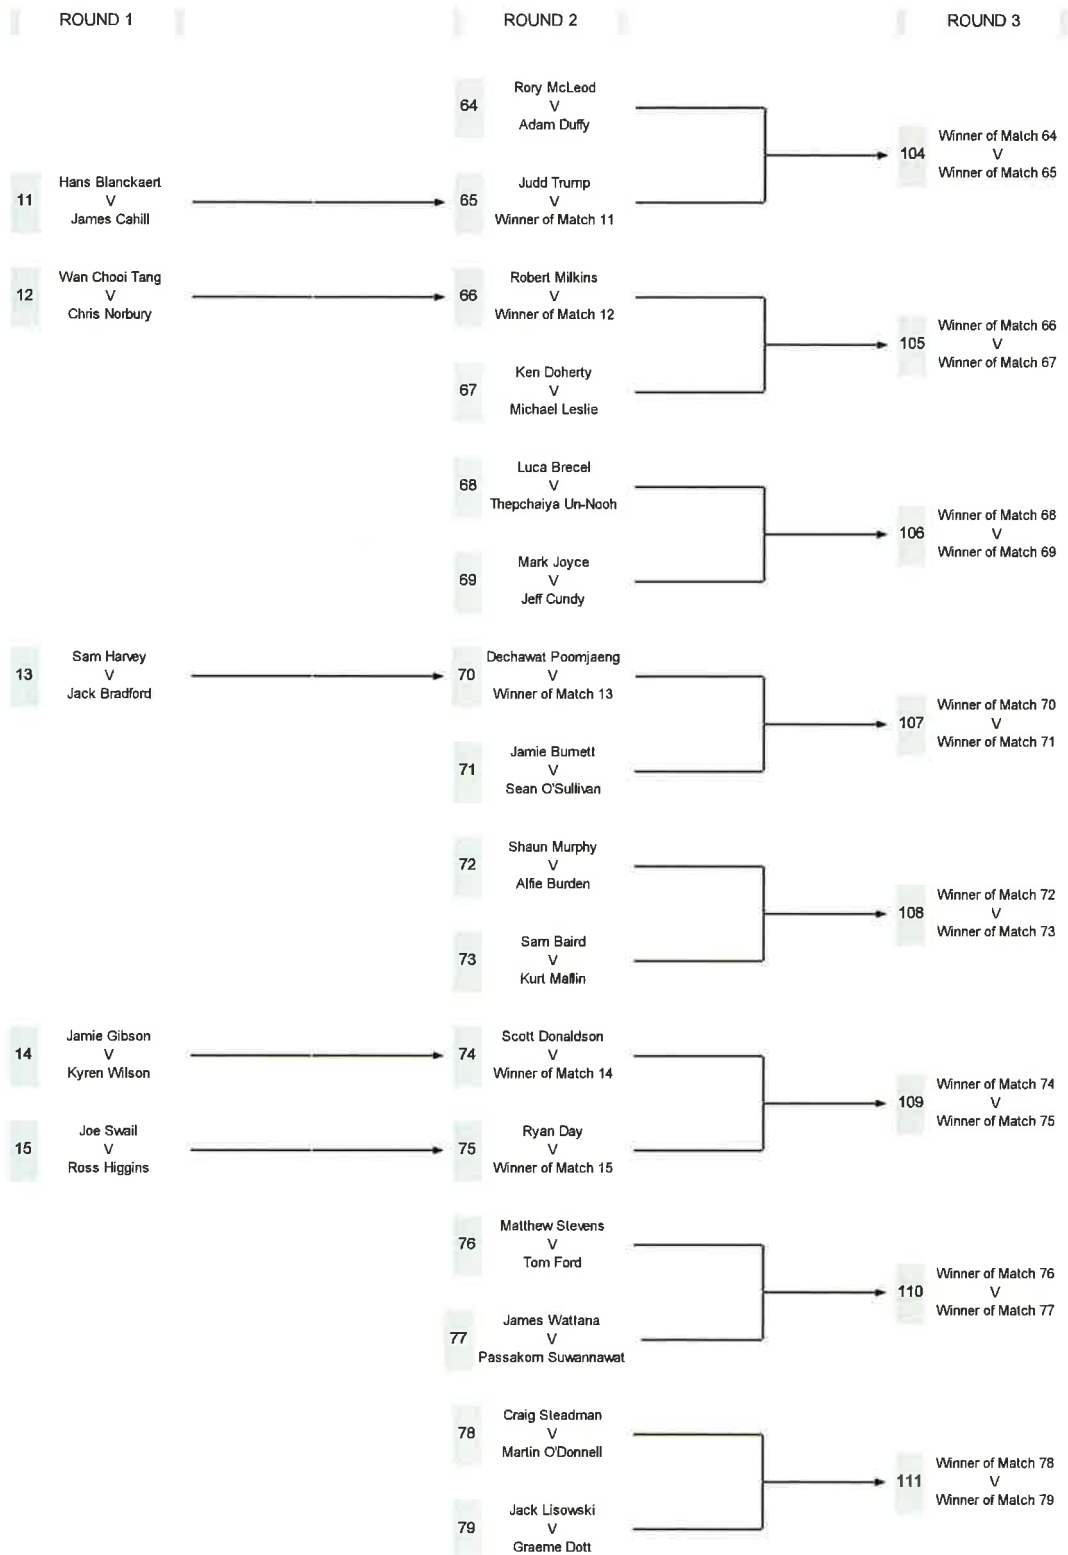 ROUND 1
ROUND 2
ROUND 3
64
Rory McLeod
V
Adam Duffy
104
Winner of Match 64
V
Winner of Match 65
11
Hans Blanckaert
V
James Cahill
65
Judd Trump
V
Winner of Match 11
12
Wan Chooi Tang
V
Chris Norbury
66
Robert Milkins
V
Winner of Match 12
105
Winner of Match 66
V
Winner of Match 67
67
Ken Doherty
V
Michael Leslie
68
Luca Brecel
V
Thepchaiya Un-Nooh
106
Winner of Match 68
V
Winner of Match 69
69
Mark Joyce
V
Jeff Cundy
13
Sam Harvey
V
Jack Bradford
70
Dechawat Poomjaeng
V
Winner of Match 13
107
Winner of Match 70
V
Winner of Match 71
71
Jamie Burnett
V
Sean O'Sullivan
72
Shaun Murphy
V
Alfie Burden
108
Winner of Match 72
V
Winner of Match 73
73
Sam Baird
V
Kurt Maflin
14
Jamie Gibson
V
Kyren Wilson
74
Scott Donaldson
V
Winner of Match 14
109
Winner of Match 74
V
Winner of Match 75
15
Joe Swail
V
Ross Higgins
75
Ryan Day
V
Winner of Match 15
76
Matthew Stevens
V
Tom Ford
110
Winner of Match 76
V
Winner of Match 77
77
James Wattana
V
Passakorn Suwannawat
78
Craig Steadman
V
Martin O'Donnell
111
Winner of Match 78
V
Winner of Match 79
79
Jack Lisowski
V
Graeme Dott